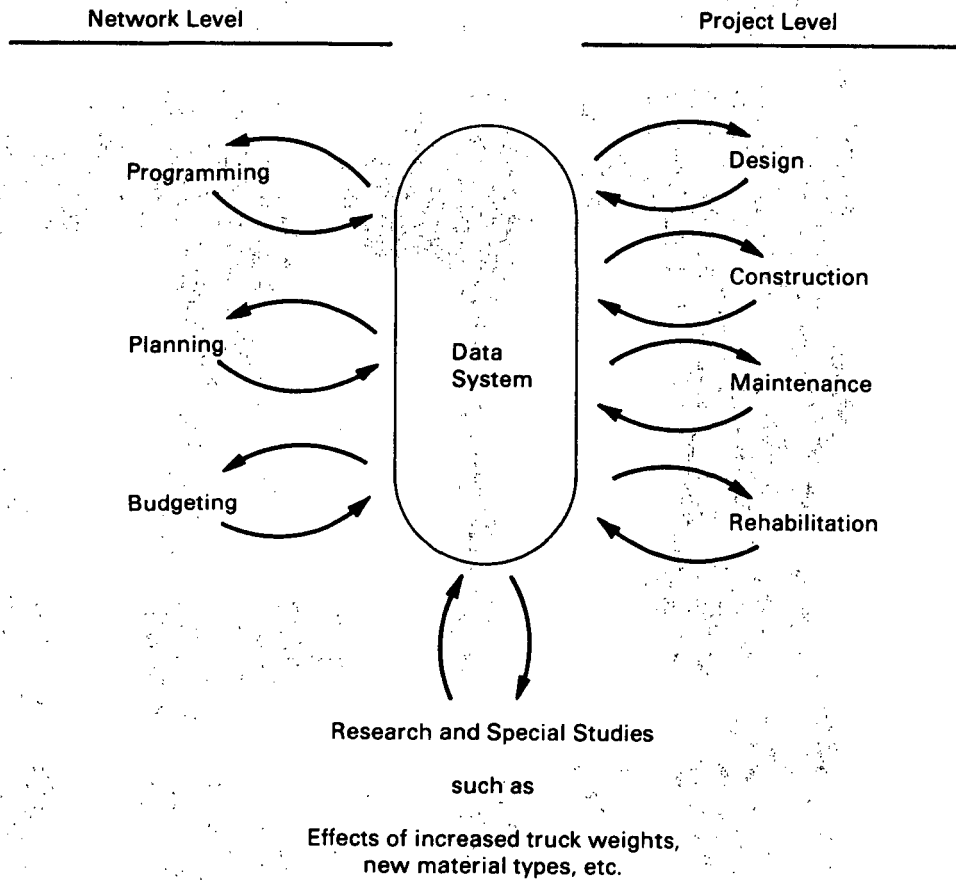 Network Level
Project Level
Programming
Planning
Budgeting
Data
System
Design
Construction
Maintenance
Rehabilitation
Research and Special Studies
such as
Effects of increased truck weights,
new material types, etc.